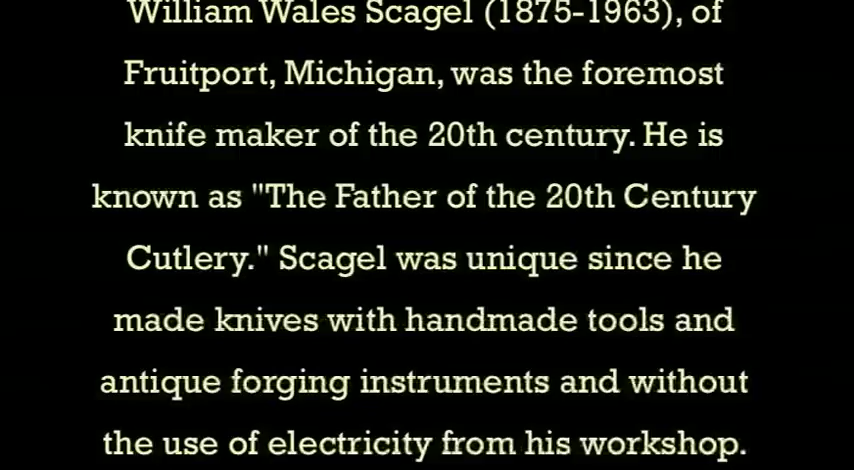 William Wales Scagel (1875-1963), of
Fruitport, Michigan, was the foremost
knife maker of the 20th century. He is
known as "The Father of the 20th Century
Cutlery." Scagel was unique since he
made knives with handmade tools and
antique forging instruments and without
the use of electricity from his workshop.